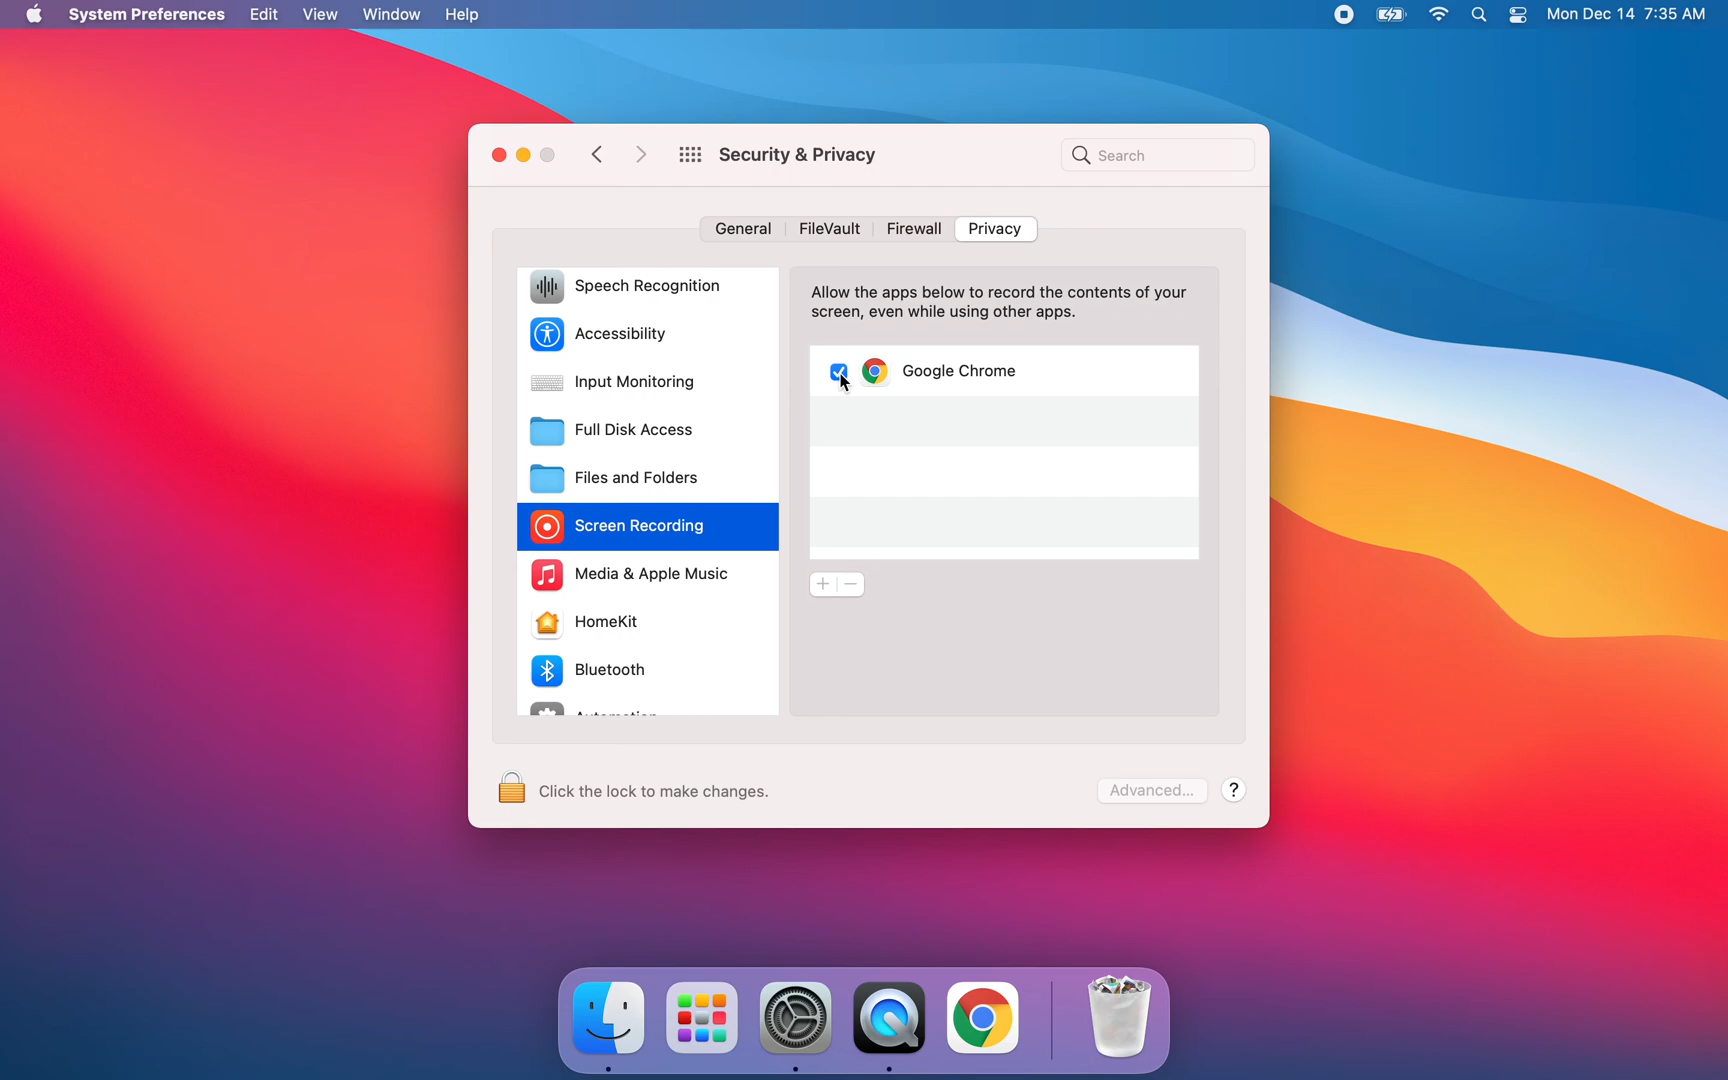 System Preferences Edit View Window Help Mon Dec 14 7:35 AM
Security & Privacy
Search
General FileVault Firewall Privacy
Speech Recognition
Accessibility
Input Monitoring
Full Disk Access
Files and Folders
Screen Recording
Media & Apple Music
HomeKit
Bluetooth
Allow the apps below to record the contents of your
screen, even while using other apps.
Google Chrome
+ −
Click the lock to make changes.
Advanced... ?